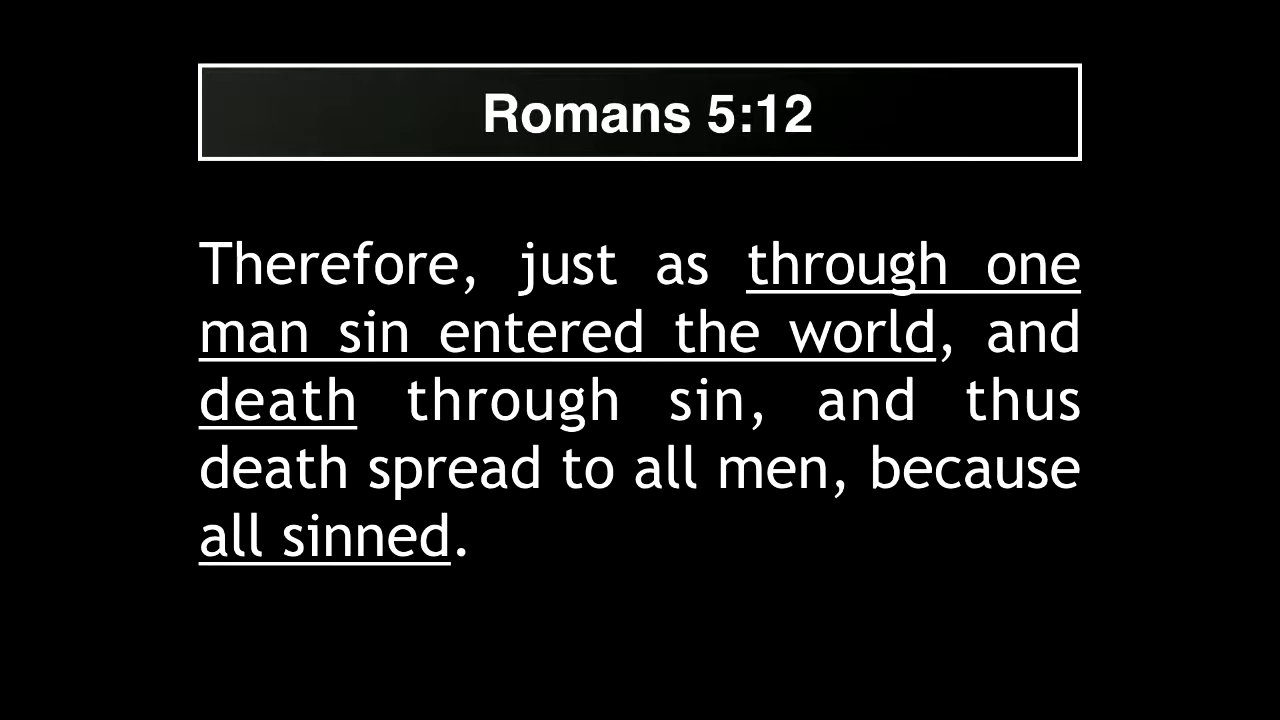 Romans 5:12
Therefore, just as through one
man sin entered the world, and
death through sin, and thus
death spread to all men, because
all sinned.